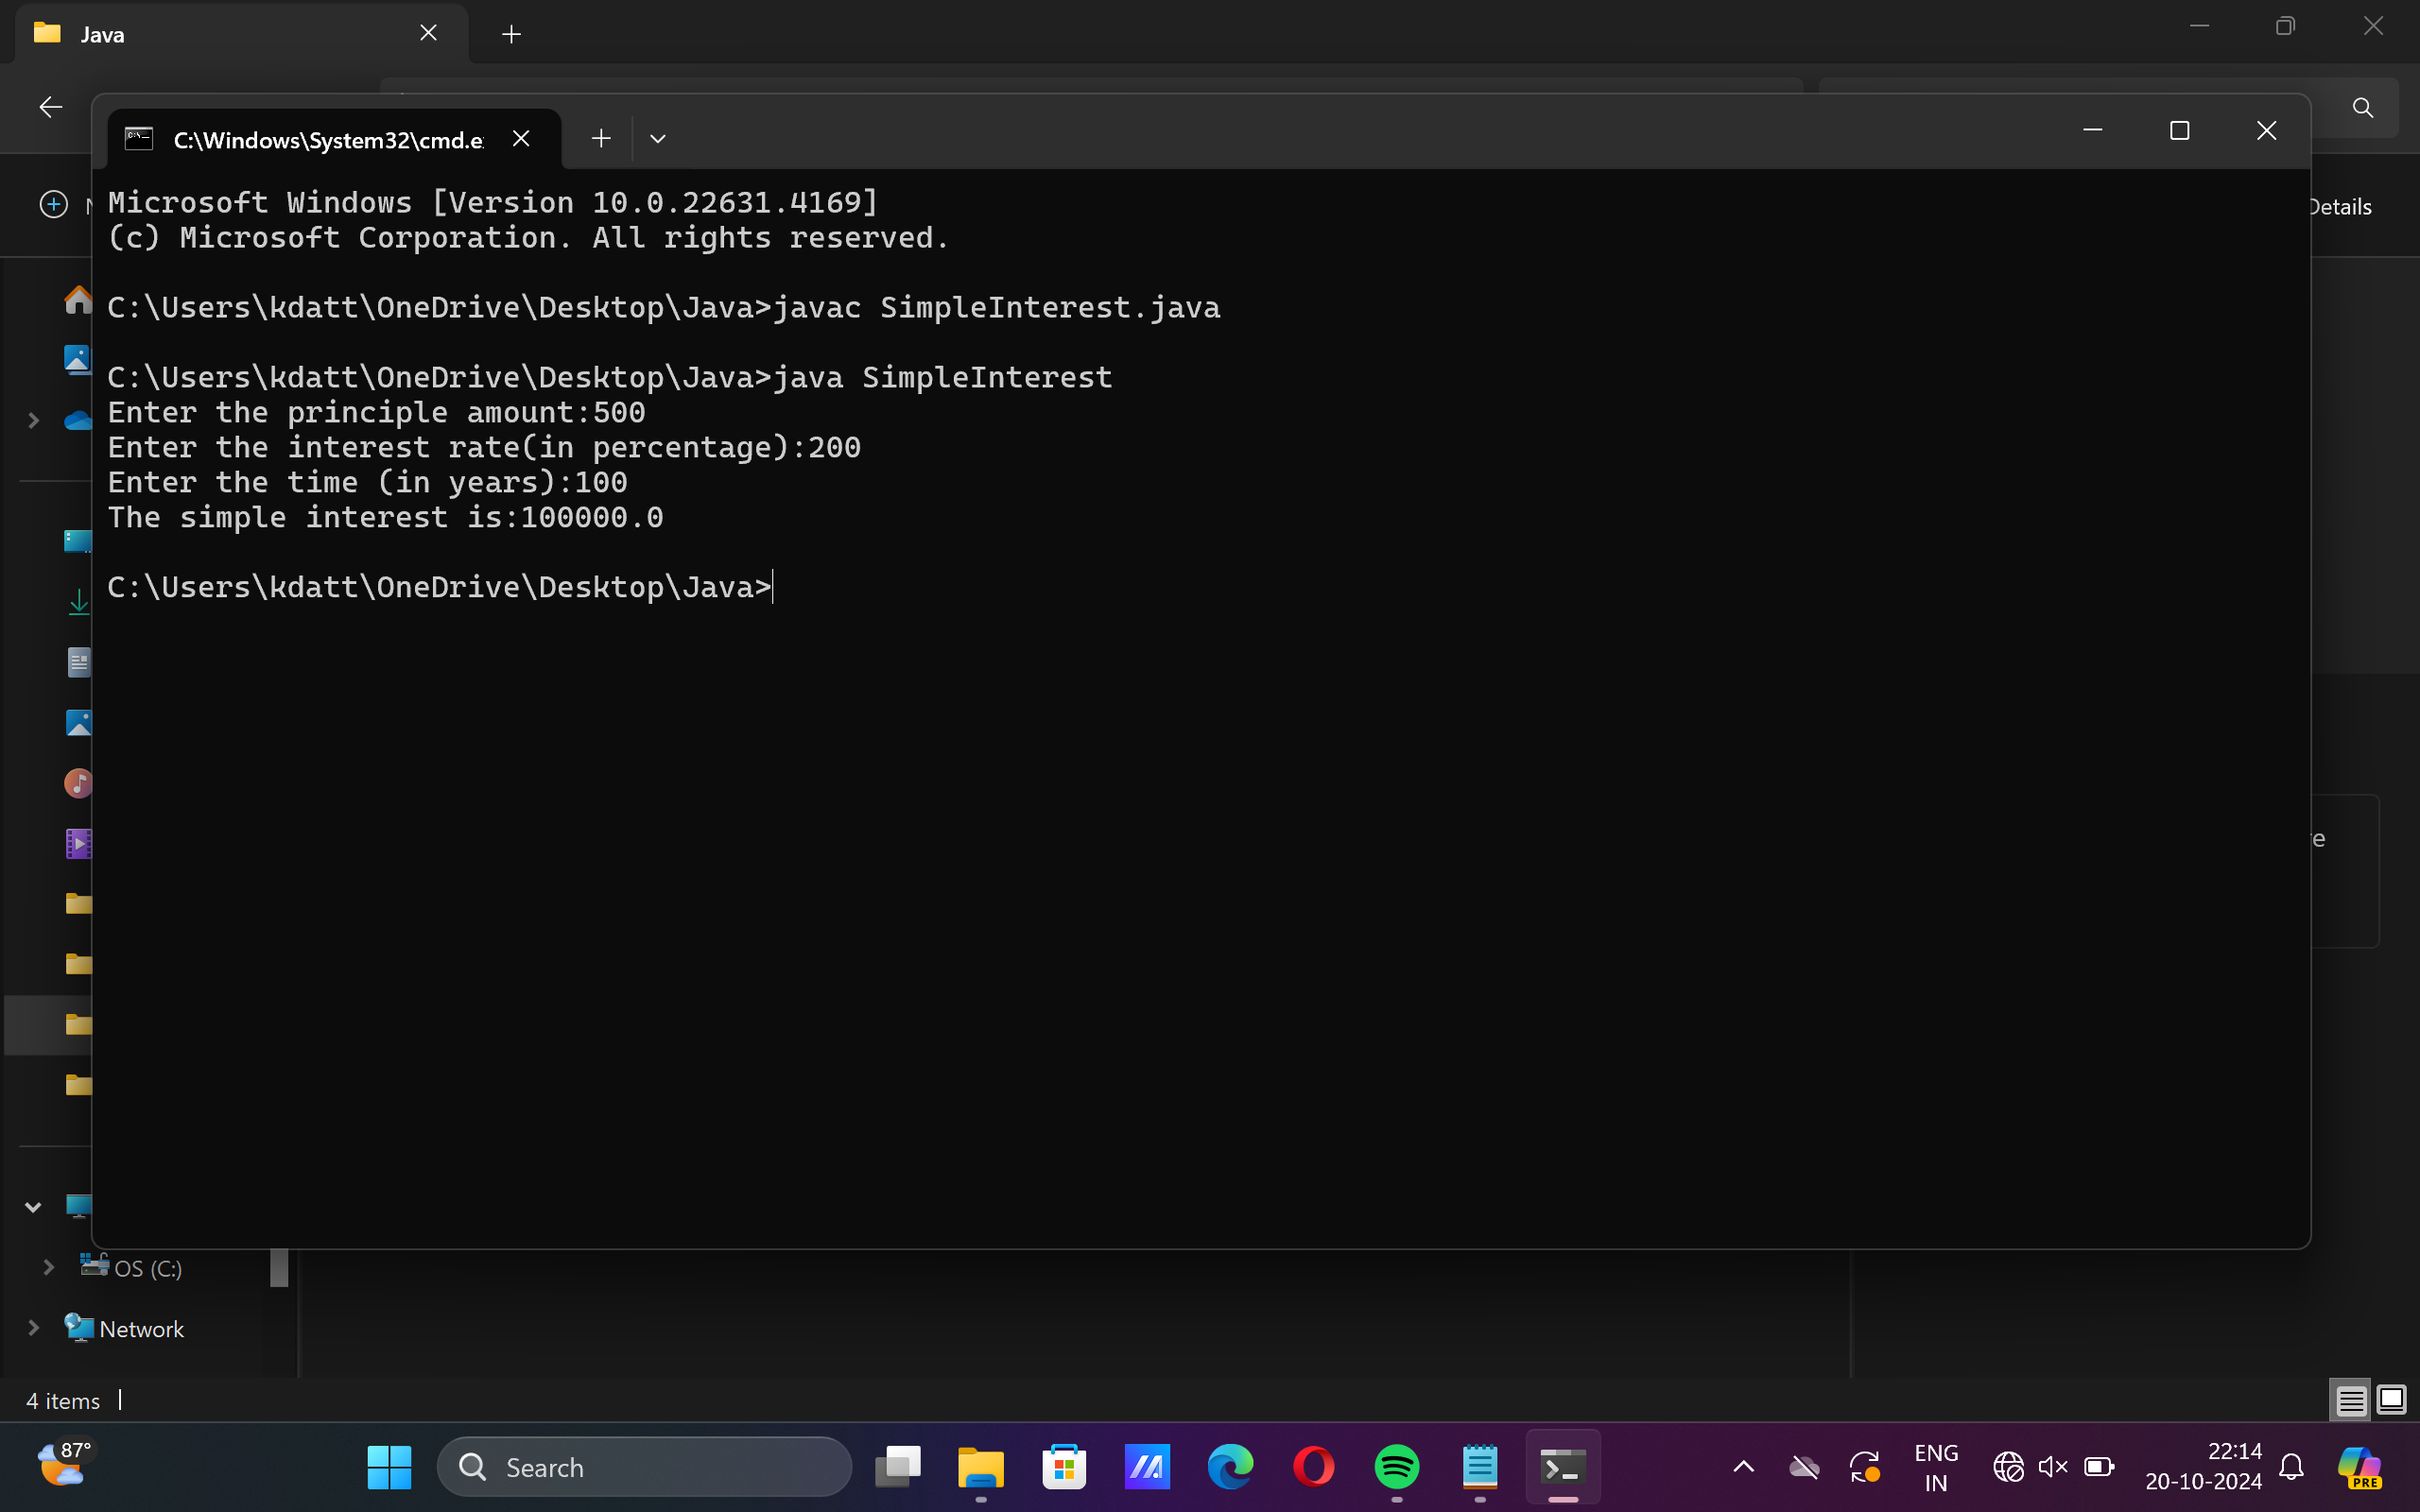 Java
C:\Windows\System32\cmd.e
Details
Microsoft Windows [Version 10.0.22631.4169]
(c) Microsoft Corporation. All rights reserved.
C:\Users\kdatt\OneDrive\Desktop\Java>javac SimpleInterest.java
C:\Users\kdatt\OneDrive\Desktop\Java>java SimpleInterest
Enter the principle amount:500
Enter the interest rate(in percentage):200
Enter the time (in years):100
The simple interest is:100000.0
C:\Users\kdatt\OneDrive\Desktop\Java>
OS (C:)
Network
4 items
87°
Search
ENG
IN
22:14
20-10-2024
PRE